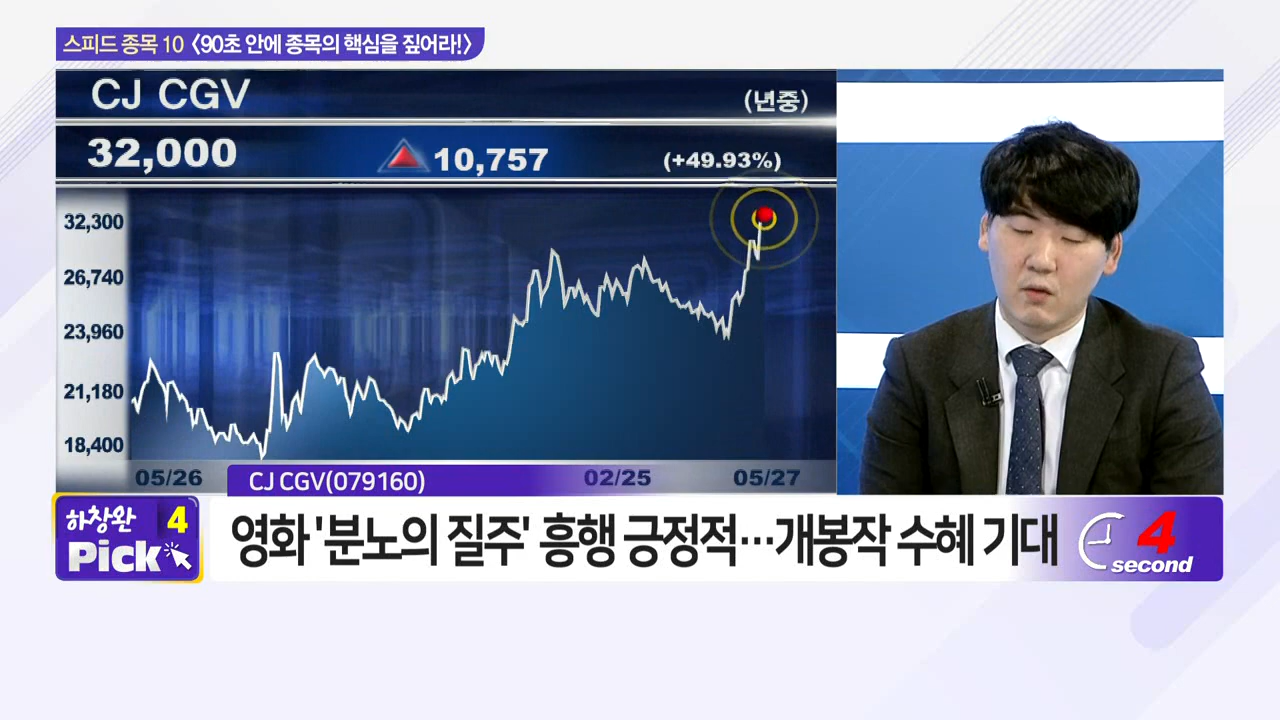 스피드 종목 10 <90초 안에 종목의 핵심을 짚어라!>
CJ CGV (년중)
32,000 10,757 (+49.93%)
32,300
26,740
23,960
21,180
18,400
05/26 02/25 05/27
CJ CGV(079160)
하창완 4
Pick
영화 '분노의 질주' 흥행 긍정적…개봉작 수혜 기대
4
second